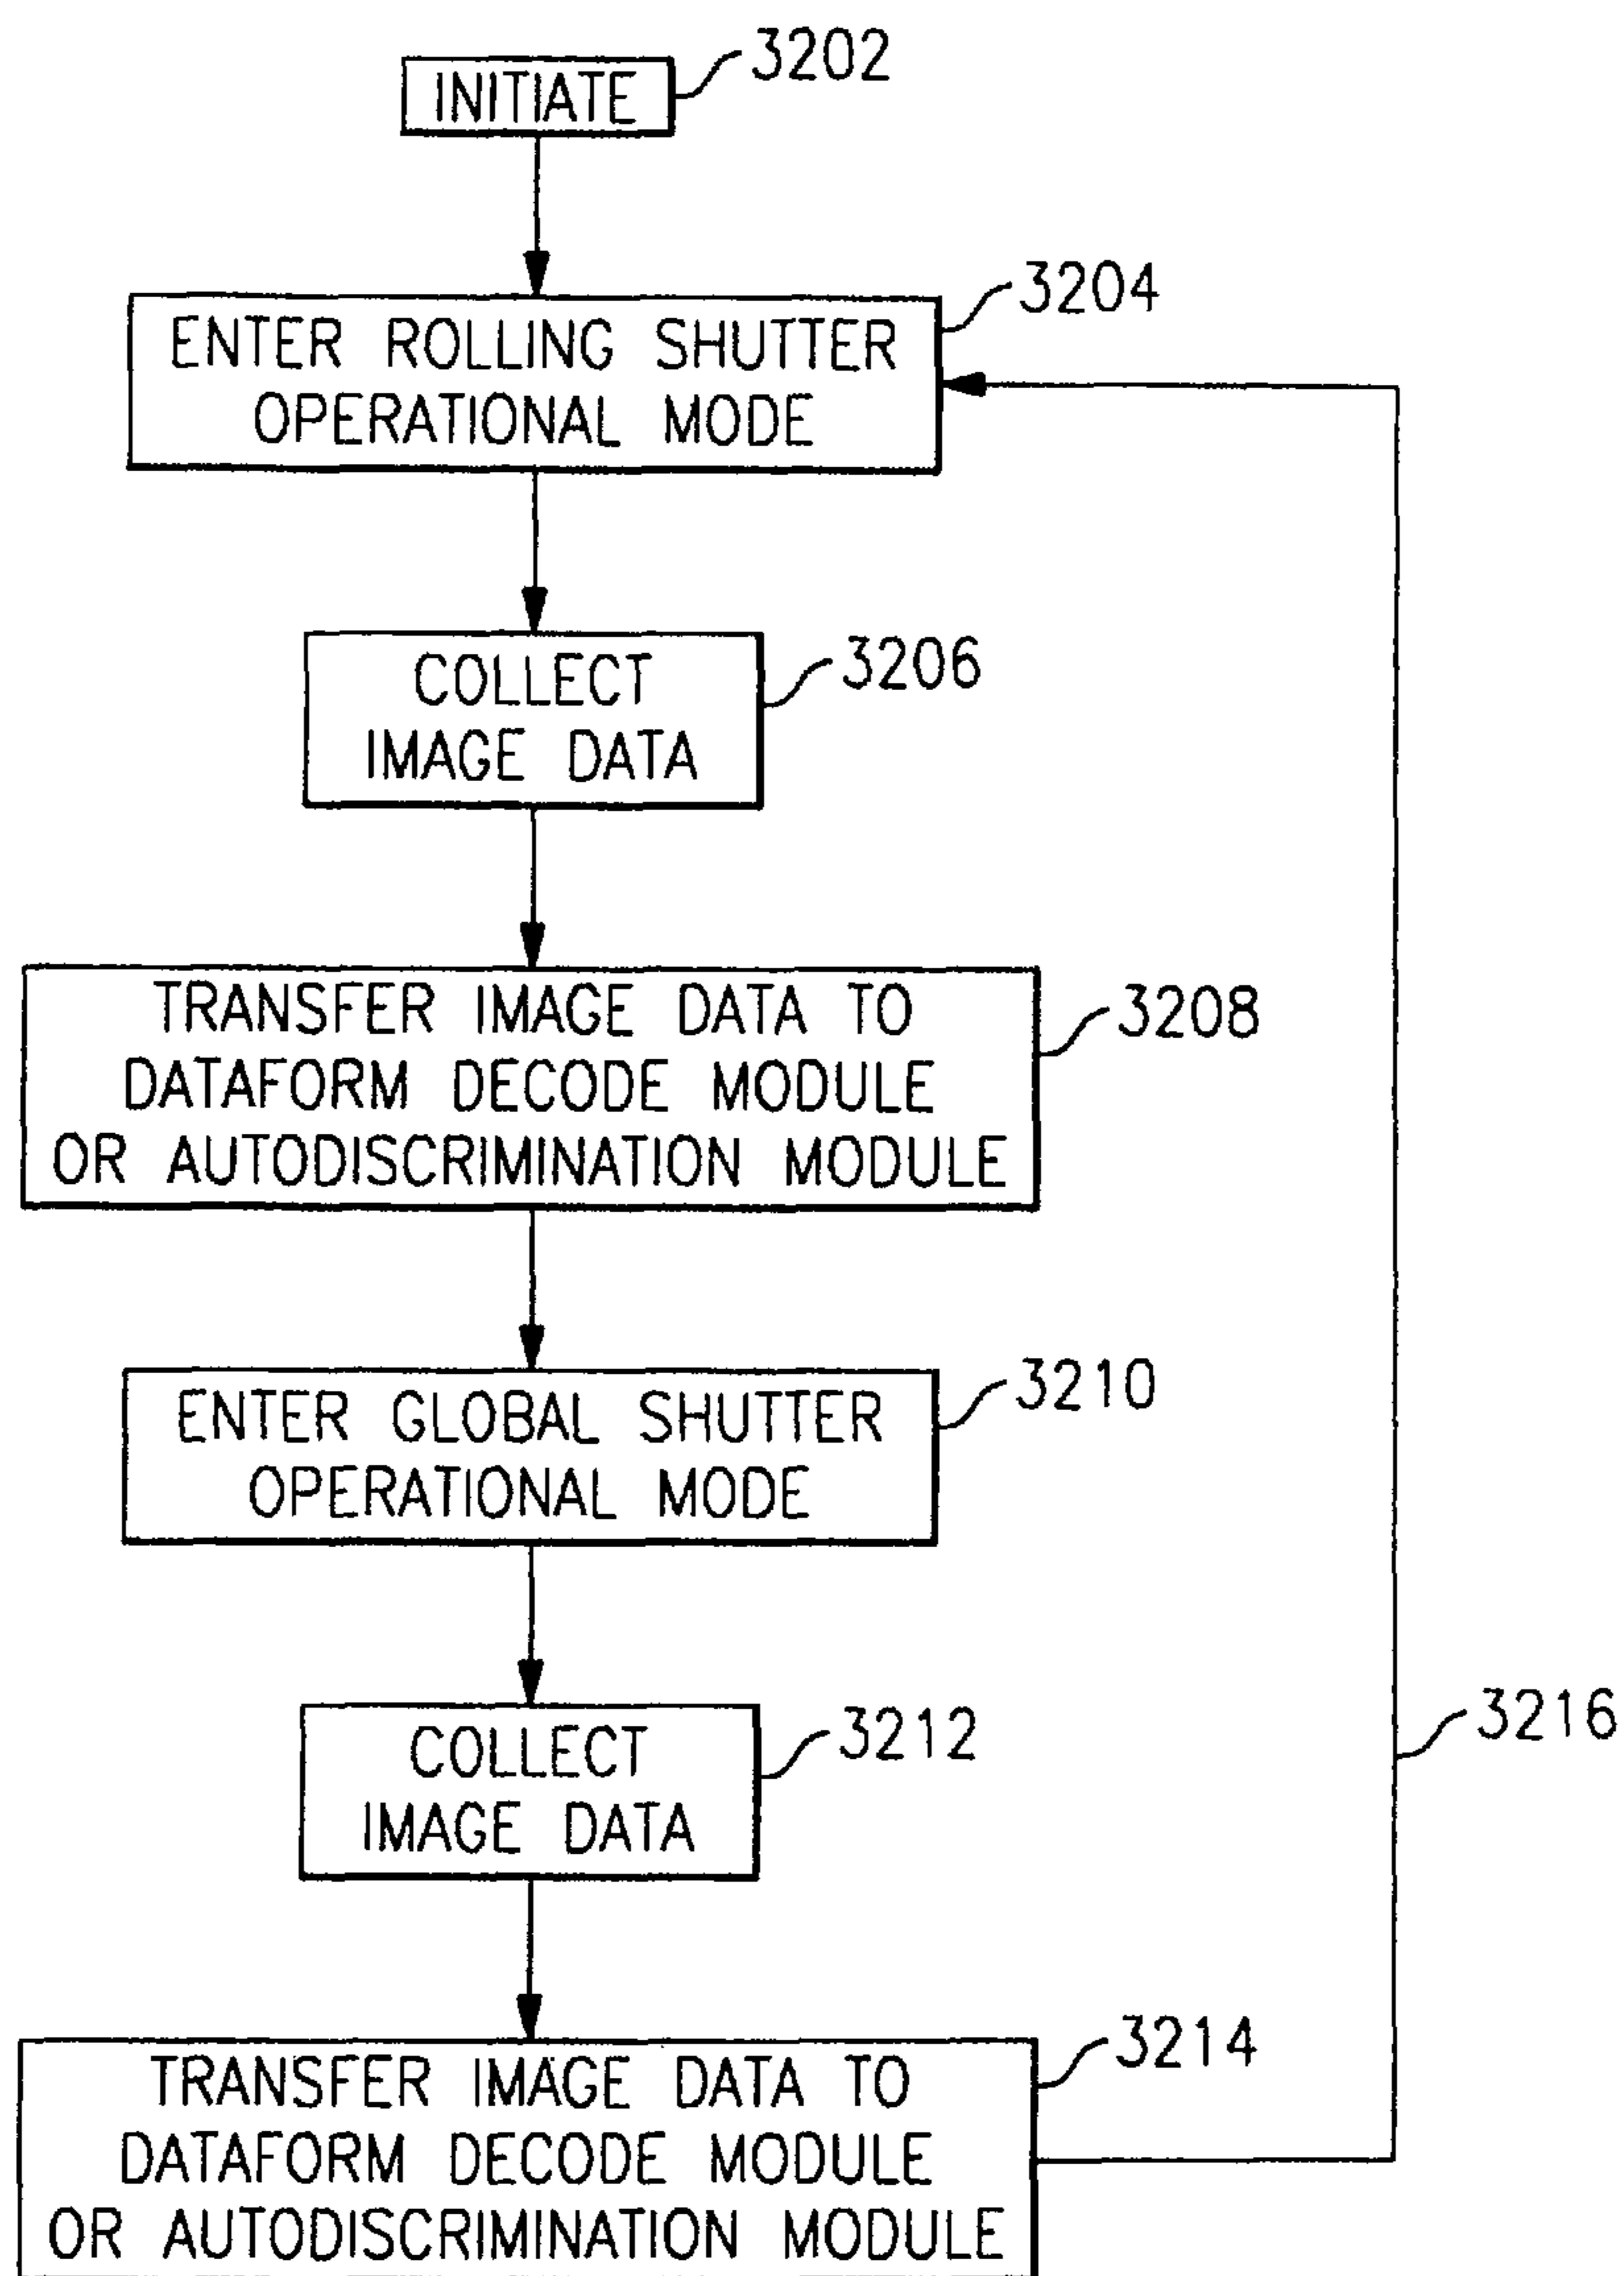 INITIATE
3202
ENTER ROLLING SHUTTER
OPERATIONAL MODE
3204
COLLECT
IMAGE DATA
3206
TRANSFER IMAGE DATA TO
DATAFORM DECODE MODULE
OR AUTODISCRIMINATION MODULE
3208
ENTER GLOBAL SHUTTER
OPERATIONAL MODE
3210
COLLECT
IMAGE DATA
3212
3216
TRANSFER IMAGE DATA TO
DATAFORM DECODE MODULE
OR AUTODISCRIMINATION MODULE
3214